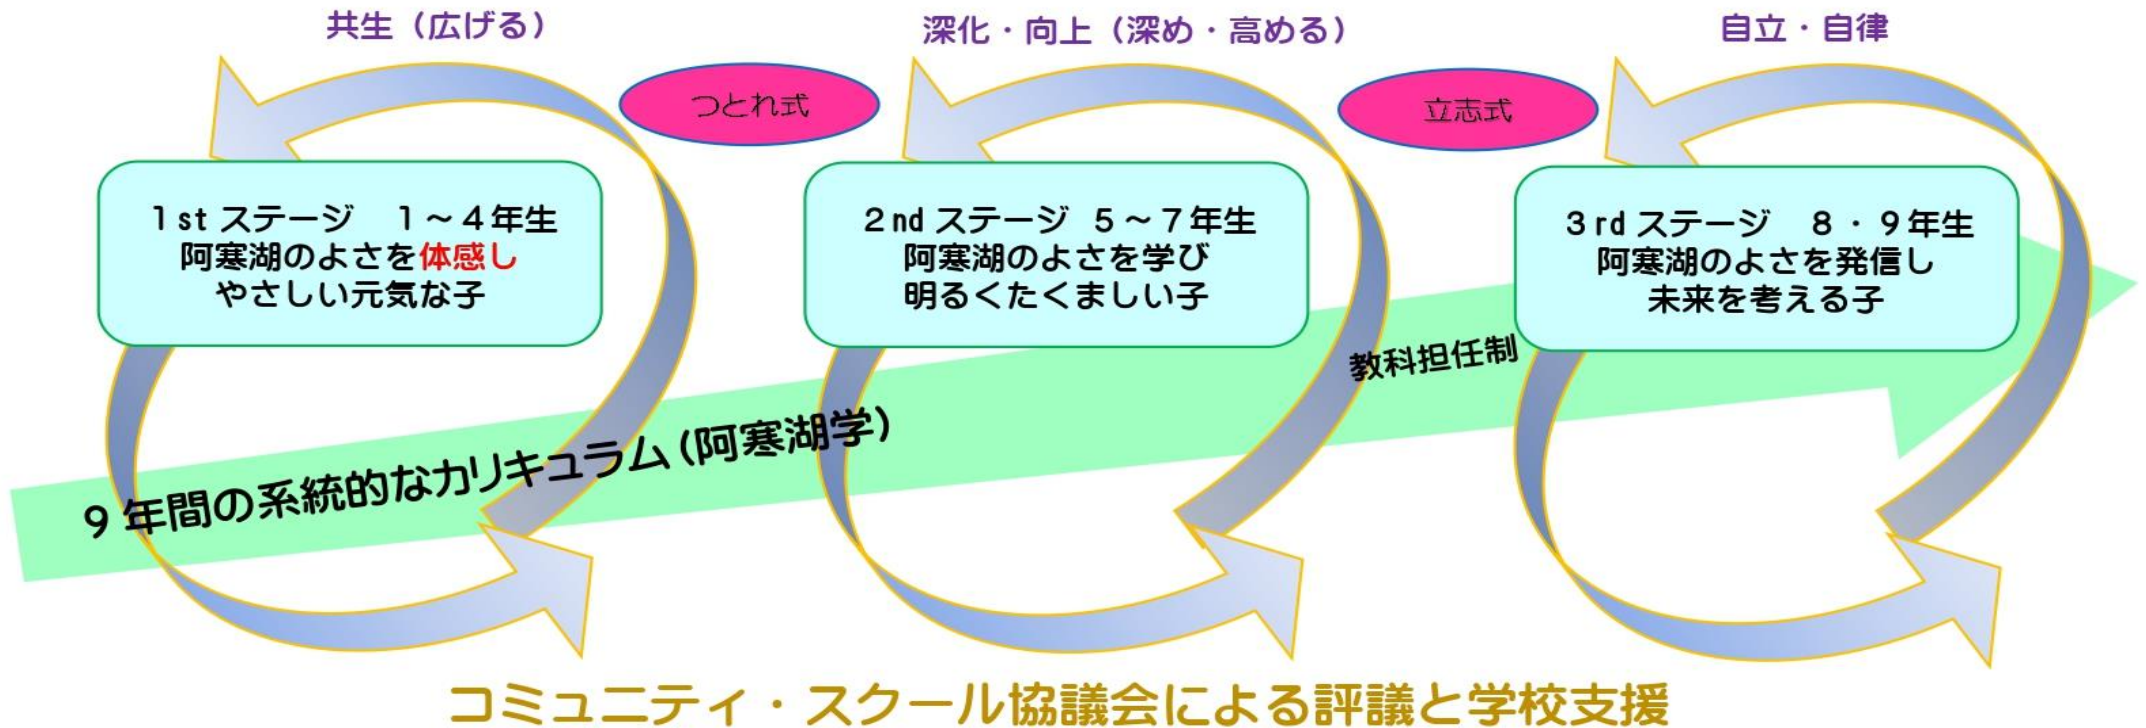 共生（広げる）
深化・向上（深め・高める）
自立・自律
つとれ式
立志式
１st ステージ　１～４年生
阿寒湖のよさを体感し
やさしい元気な子
２nd ステージ ５～７年生
阿寒湖のよさを学び
明るくたくましい子
３rd ステージ　８・９年生
阿寒湖のよさを発信し
未来を考える子
教科担任制
９年間の系統的なカリキュラム（阿寒湖学）
コミュニティ・スクール協議会による評議と学校支援